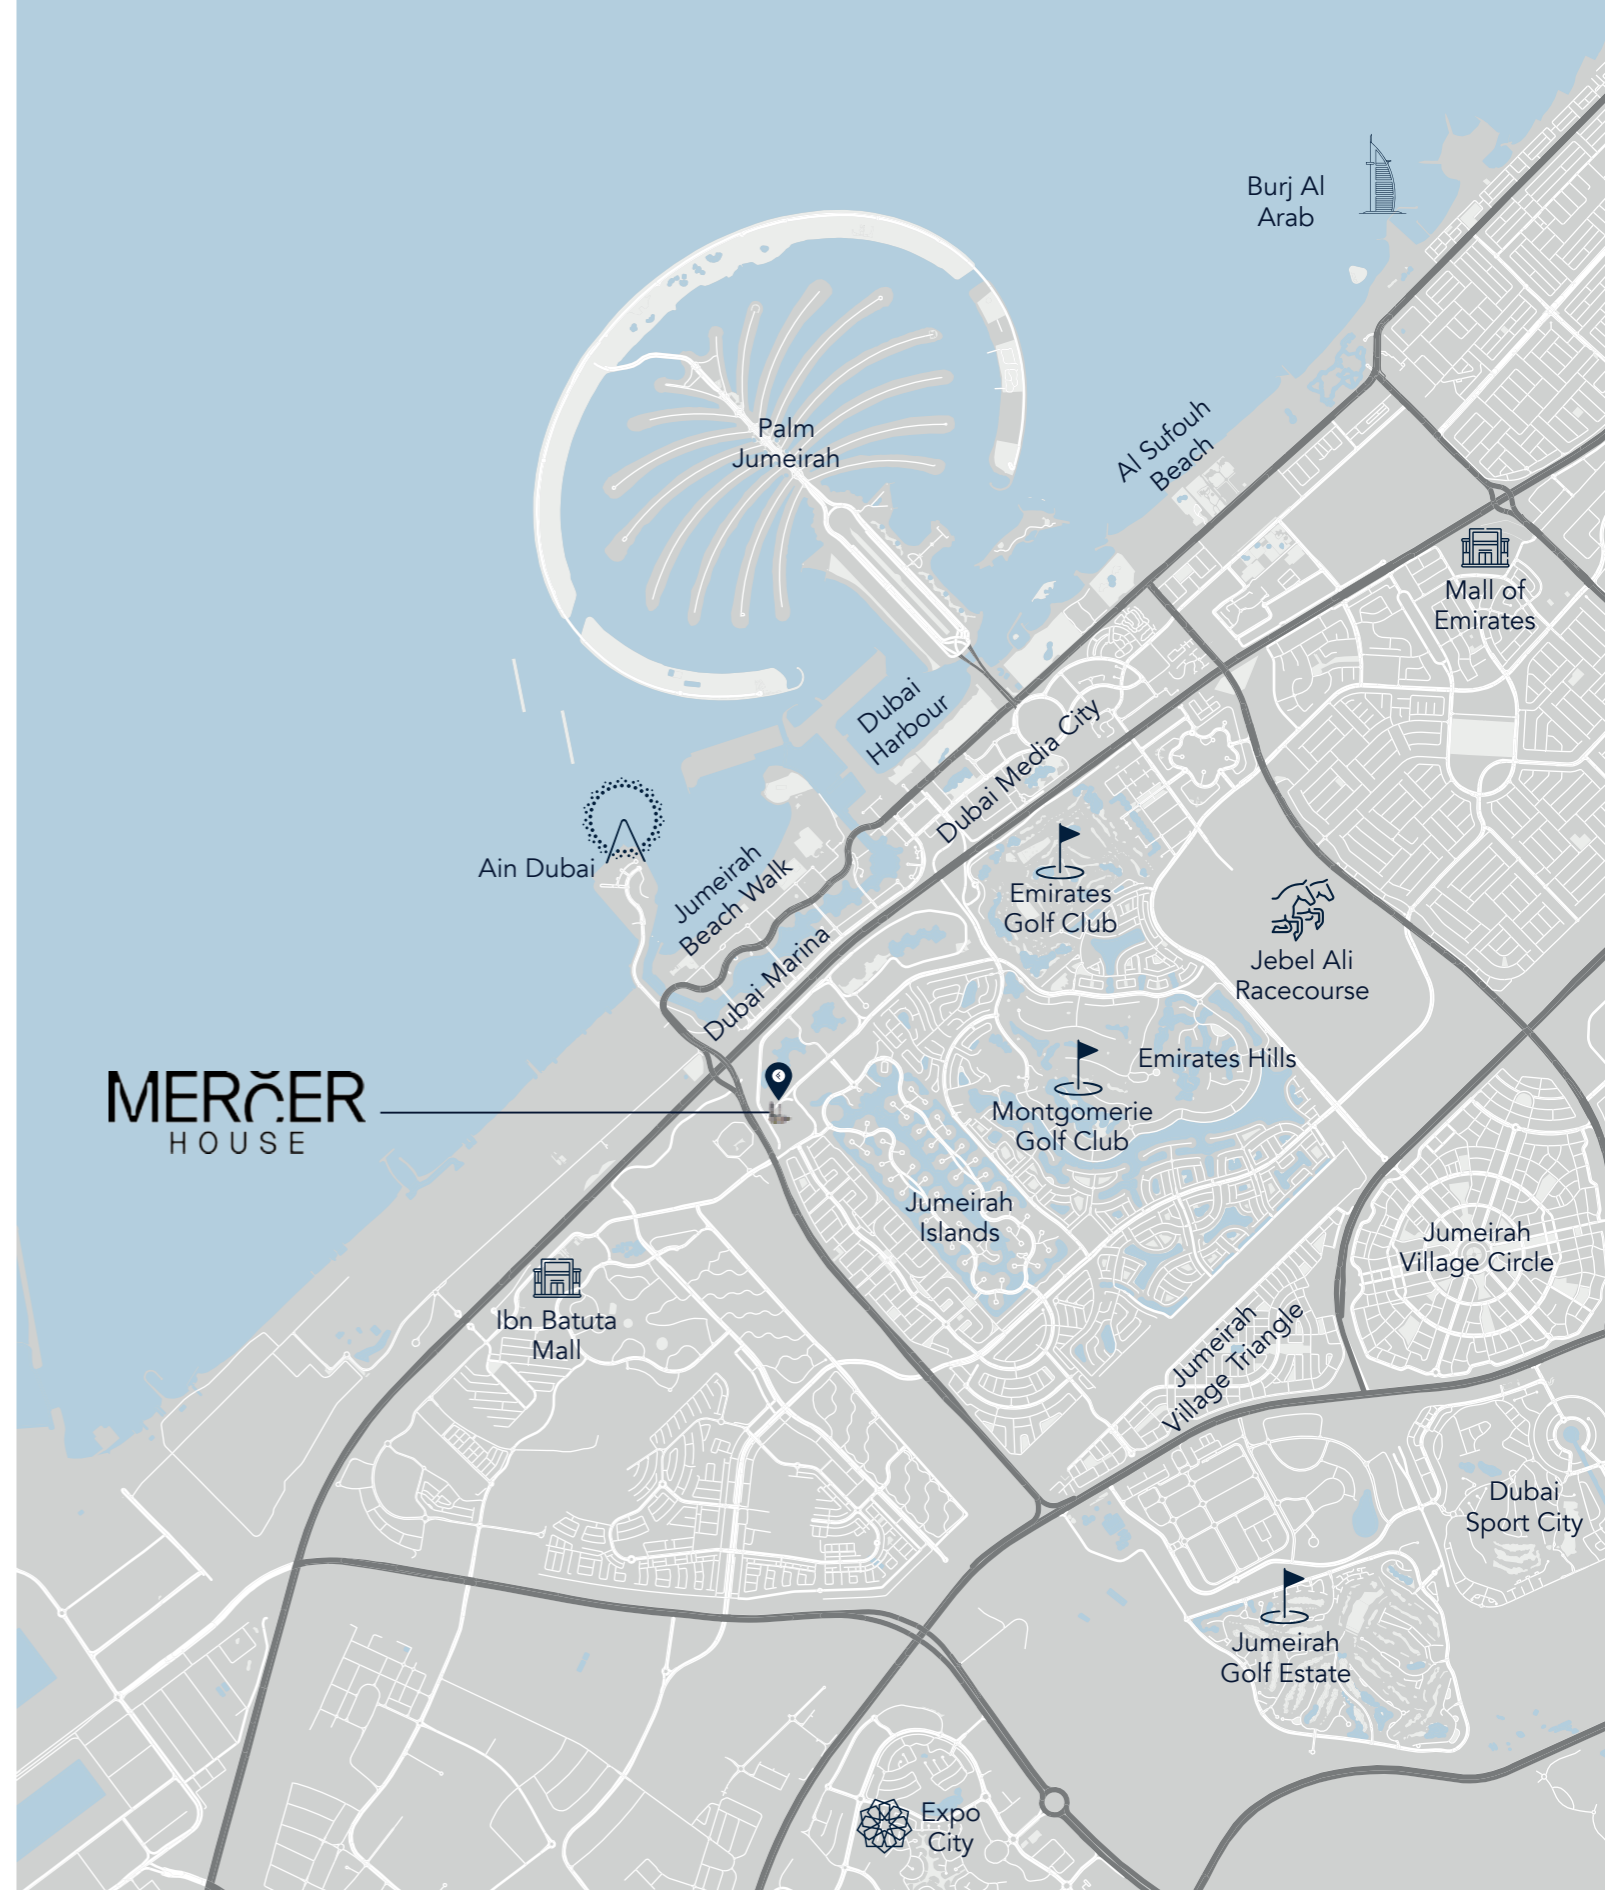 Burj Al
Arab
Palm
Jumeirah
Al Sufouh
Beach
Mall of
Emirates
Dubai
Harbour
Dubai Media City
Ain Dubai
Jumeirah
Beach Walk
Emirates
Golf Club
Dubai Marina
Jebel Ali
Racecourse
Emirates Hills
MERCER
HOUSE
Montgomerie
Golf Club
Jumeirah
Islands
Jumeirah
Village Circle
Ibn Batuta
Mall
Jumeirah
Village Triangle
Dubai
Sport City
Jumeirah
Golf Estate
Expo
City